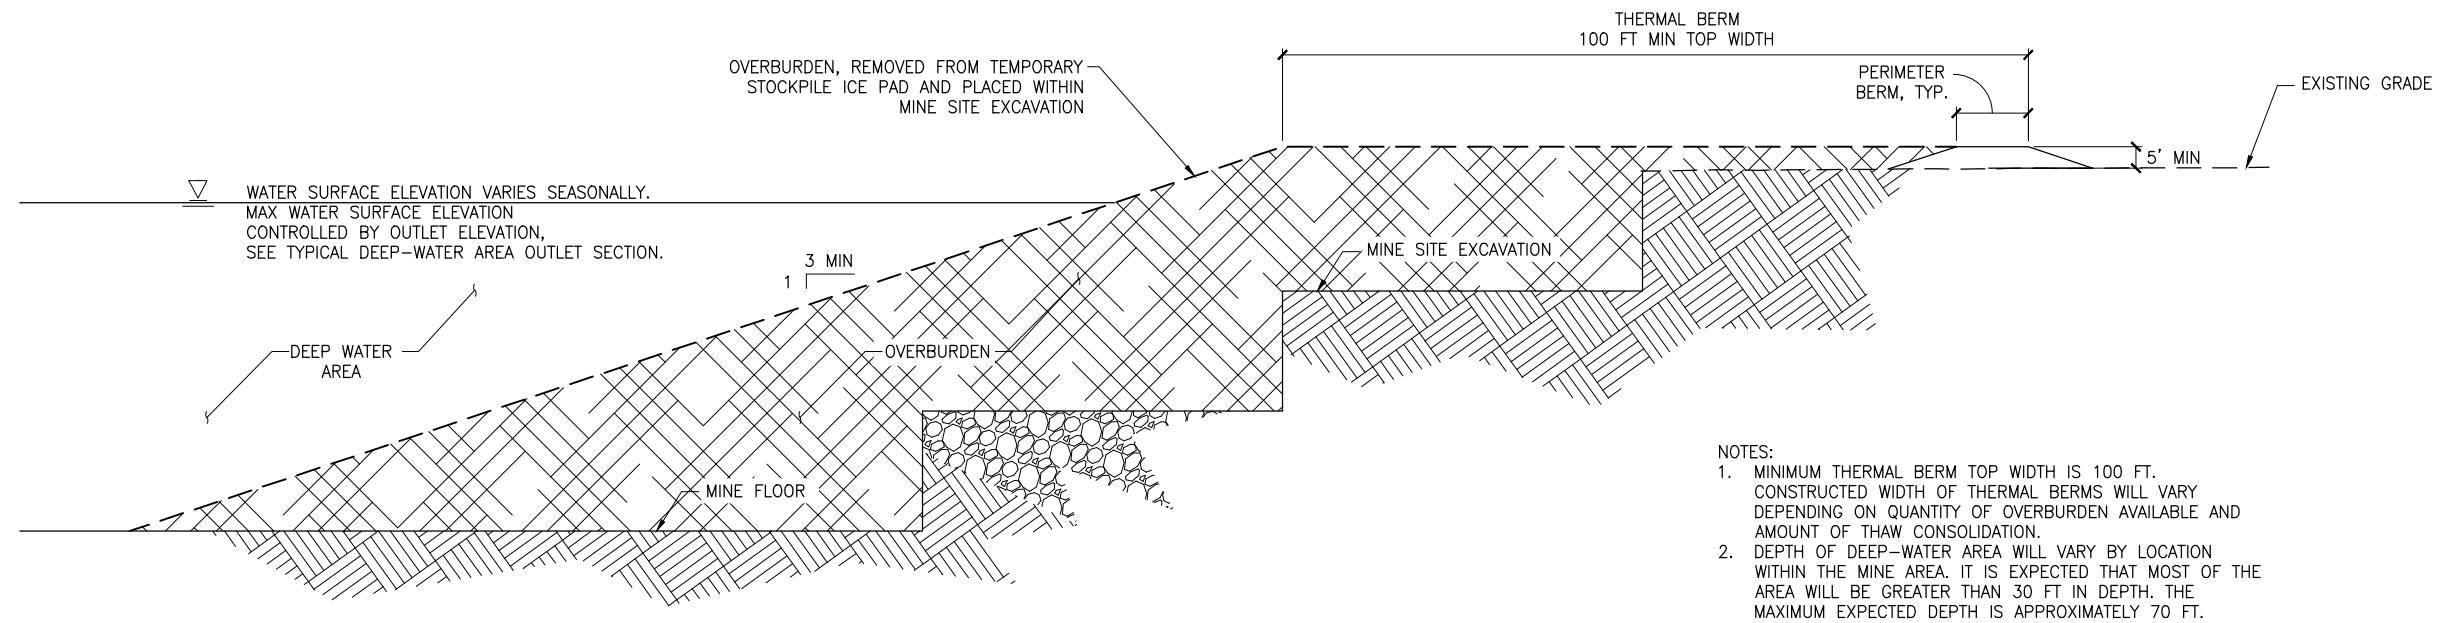 THERMAL BERM
100 FT MIN TOP WIDTH
OVERBURDEN, REMOVED FROM TEMPORARY
STOCKPILE ICE PAD AND PLACED WITHIN
MINE SITE EXCAVATION
PERIMETER
BERM, TYP.
EXISTING GRADE
5' MIN
WATER SURFACE ELEVATION VARIES SEASONALLY.
MAX WATER SURFACE ELEVATION
CONTROLLED BY OUTLET ELEVATION,
SEE TYPICAL DEEP-WATER AREA OUTLET SECTION.
3 MIN
1
MINE SITE EXCAVATION
DEEP WATER
AREA
OVERBURDEN
MINE FLOOR
NOTES:
1. MINIMUM THERMAL BERM TOP WIDTH IS 100 FT.
CONSTRUCTED WIDTH OF THERMAL BERMS WILL VARY
DEPENDING ON QUANTITY OF OVERBURDEN AVAILABLE AND
AMOUNT OF THAW CONSOLIDATION.
2. DEPTH OF DEEP-WATER AREA WILL VARY BY LOCATION
WITHIN THE MINE AREA. IT IS EXPECTED THAT MOST OF THE
AREA WILL BE GREATER THAN 30 FT IN DEPTH. THE
MAXIMUM EXPECTED DEPTH IS APPROXIMATELY 70 FT.